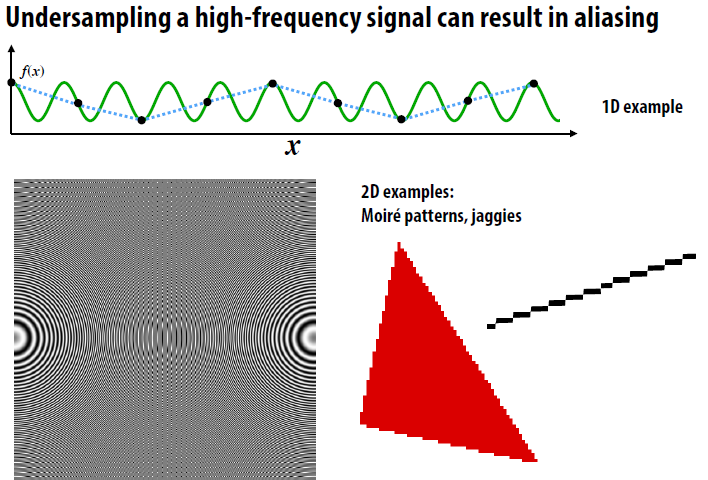 Undersampling a high-frequency signal can result in aliasing
f(x)
1D example
x
2D examples:
Moiré patterns, jaggies